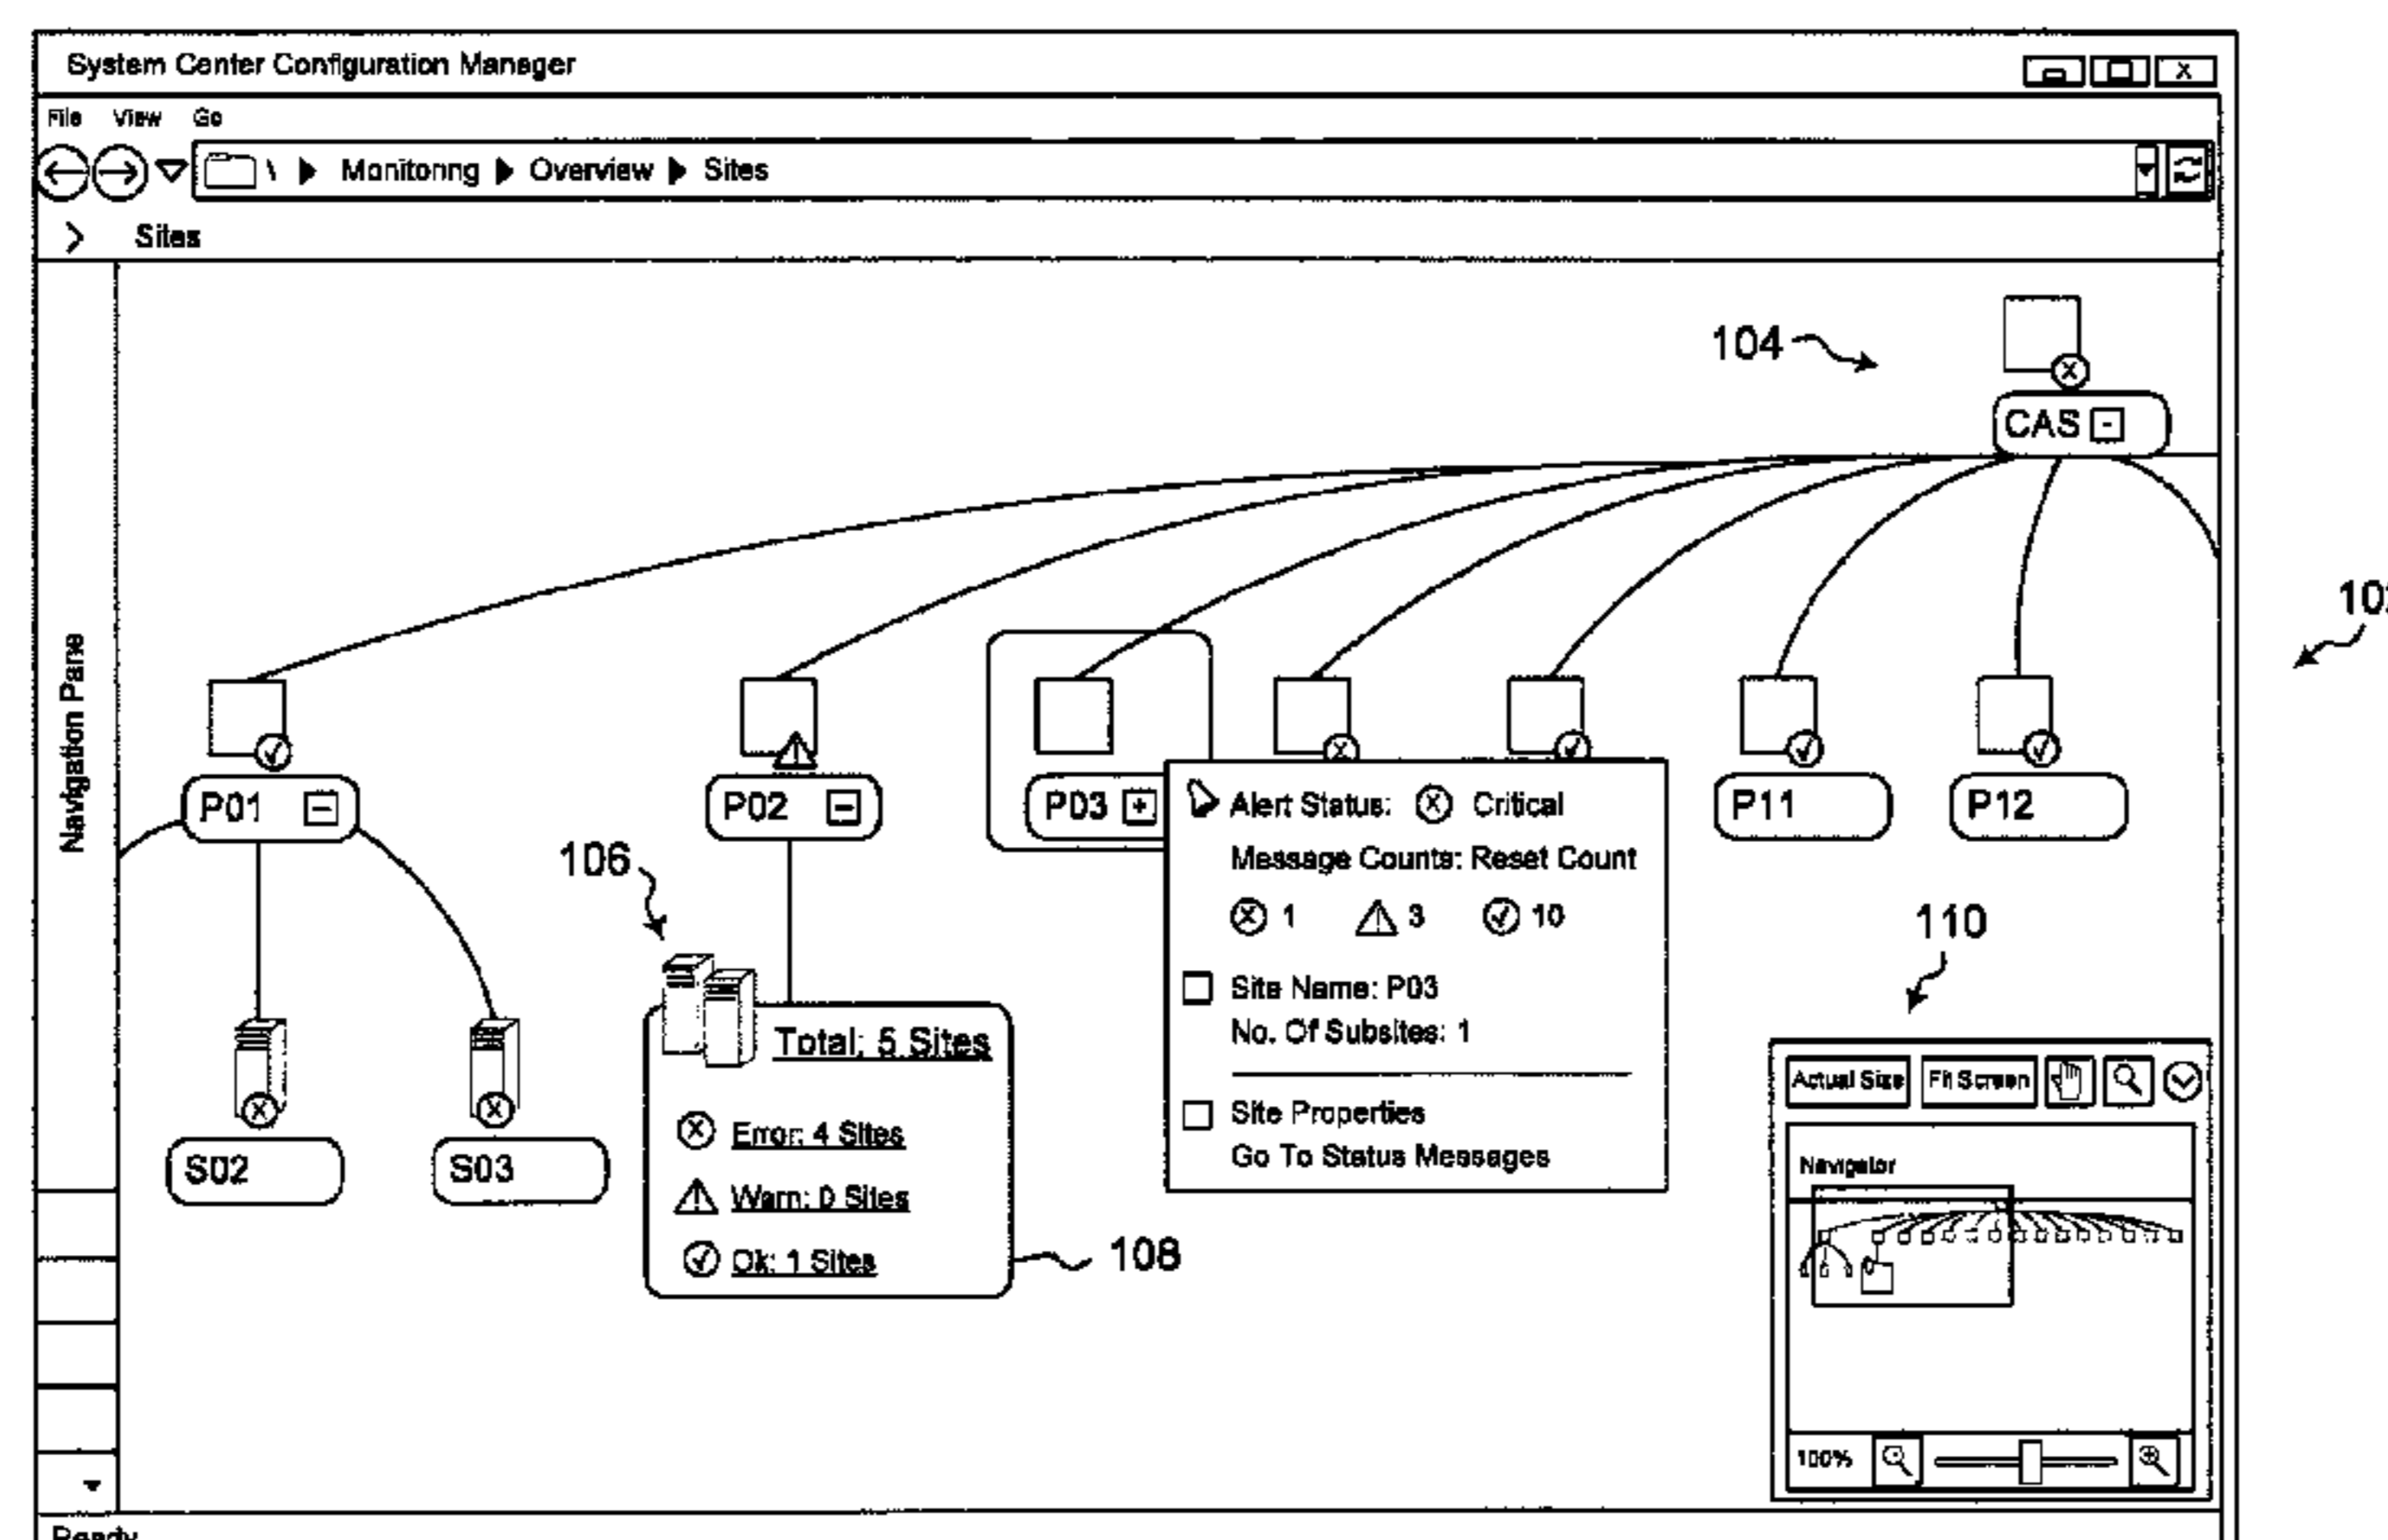 System Center Configuration Manager
File View Go
\ Monitoring Overview Sites
Sites
104
CAS
Navigation Pane
P01
P02
P03
P11
P12
106
Alert Status: Critical
Message Counts: Reset Count
1 3 10
Site Name: P03
No. Of Subsites: 1
Site Properties
Go To Status Messages
110
Total: 5 Sites
Error: 4 Sites
Warn: 0 Sites
Ok: 1 Sites
108
S02
S03
Actual Size Fit Screen
Navigator
100%
Ready